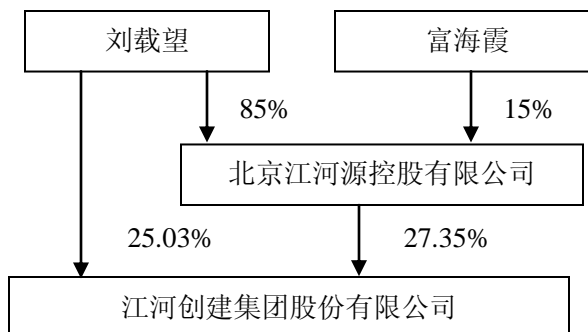 刘载望
富海霞
85%
15%
北京江河源控股有限公司
25.03%
27.35%
江河创建集团股份有限公司